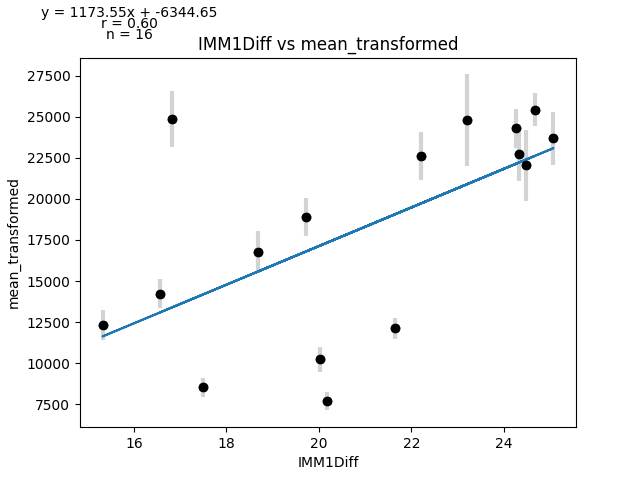 y = 1173.55x + -6344.65
r = 0.60
n = 16
IMM1Diff vs mean_transformed
27500
25000
22500
20000
17500
15000
12500
10000
7500
mean_transformed
16 18 20 22 24
IMM1Diff